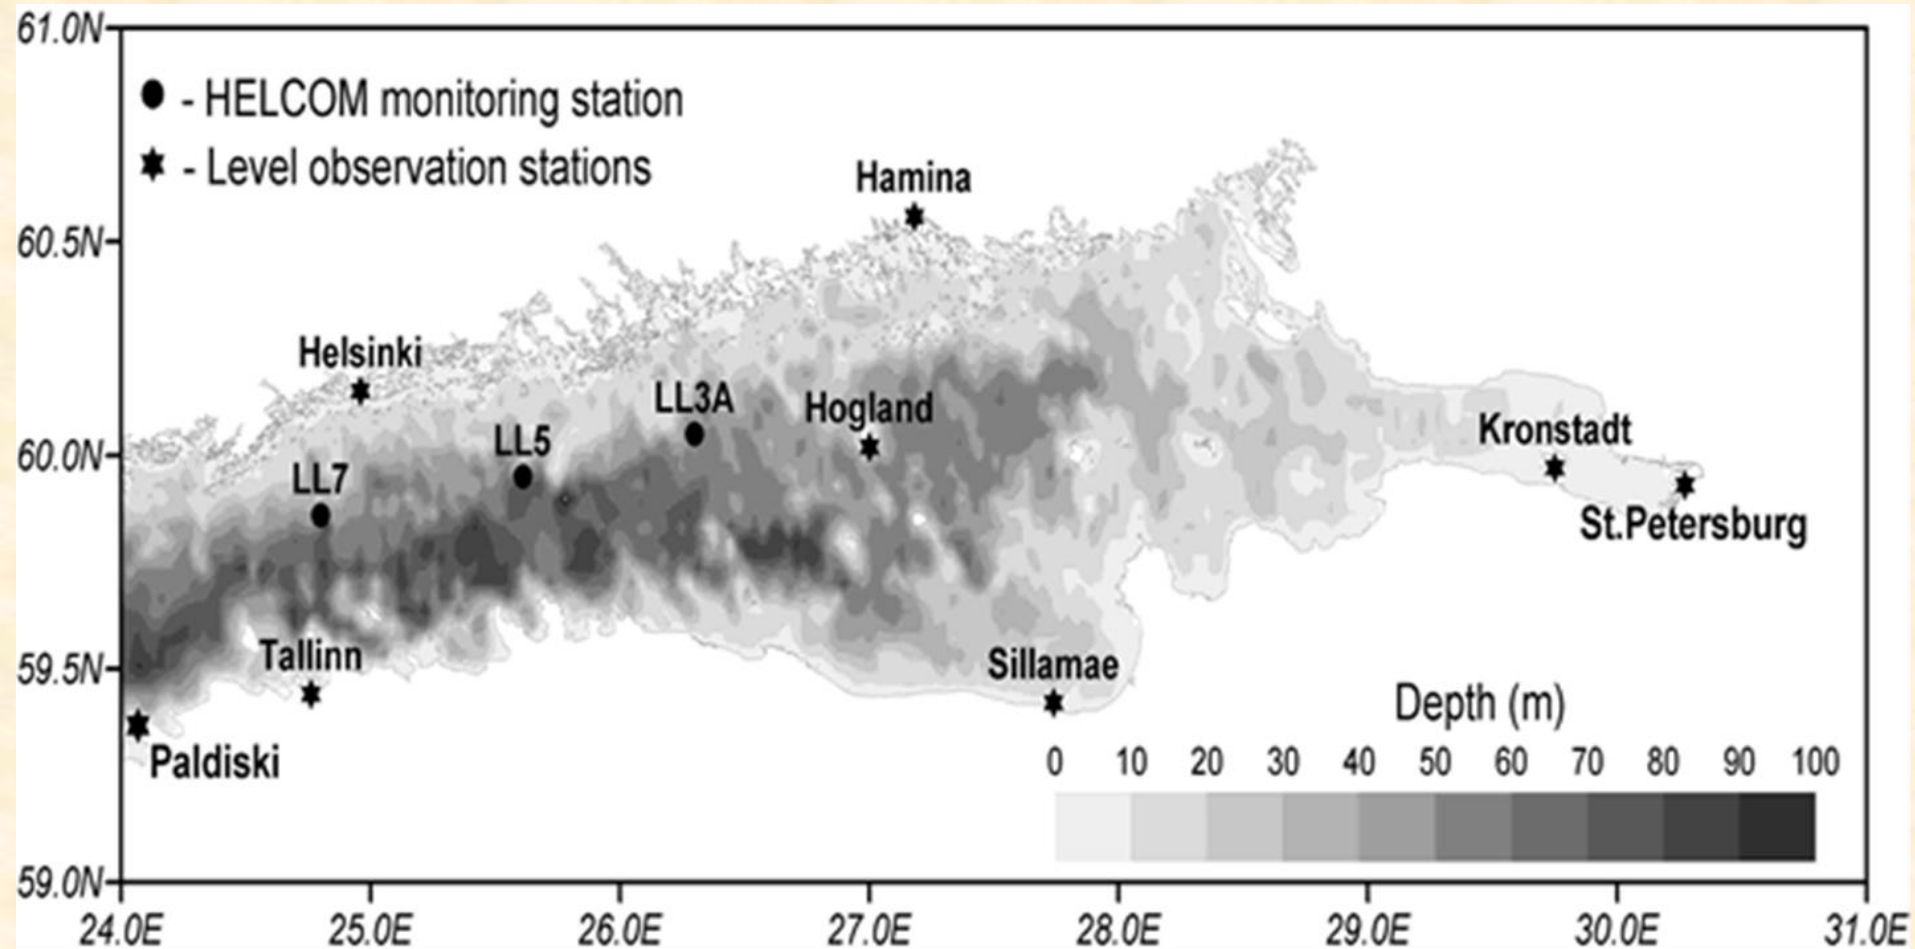 61.0N
- HELCOM monitoring station
- Level observation stations
Hamina
60.5N
Helsinki
LL3A
Hogland
LL5
Kronstadt
60.0N
LL7
St.Petersburg
Tallinn
Sillamae
59.5N
Depth (m)
Paldiski
0 10 20 30 40 50 60 70 80 90 100
59.0N
24.0E 25.0E 26.0E 27.0E 28.0E 29.0E 30.0E 31.0E